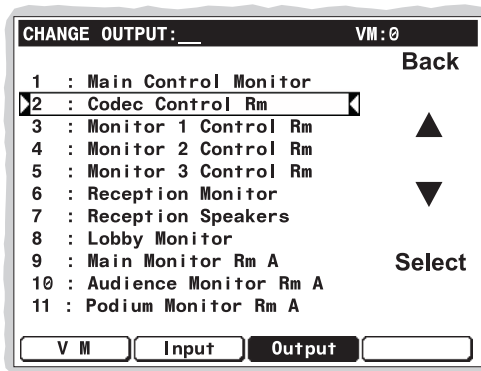 CHANGE OUTPUT:__ VM:0
Back
1 : Main Control Monitor
2 : Codec Control Rm
3 : Monitor 1 Control Rm
4 : Monitor 2 Control Rm
5 : Monitor 3 Control Rm
6 : Reception Monitor
7 : Reception Speakers
8 : Lobby Monitor
9 : Main Monitor Rm A
Select
10 : Audience Monitor Rm A
11 : Podium Monitor Rm A
V M Input Output